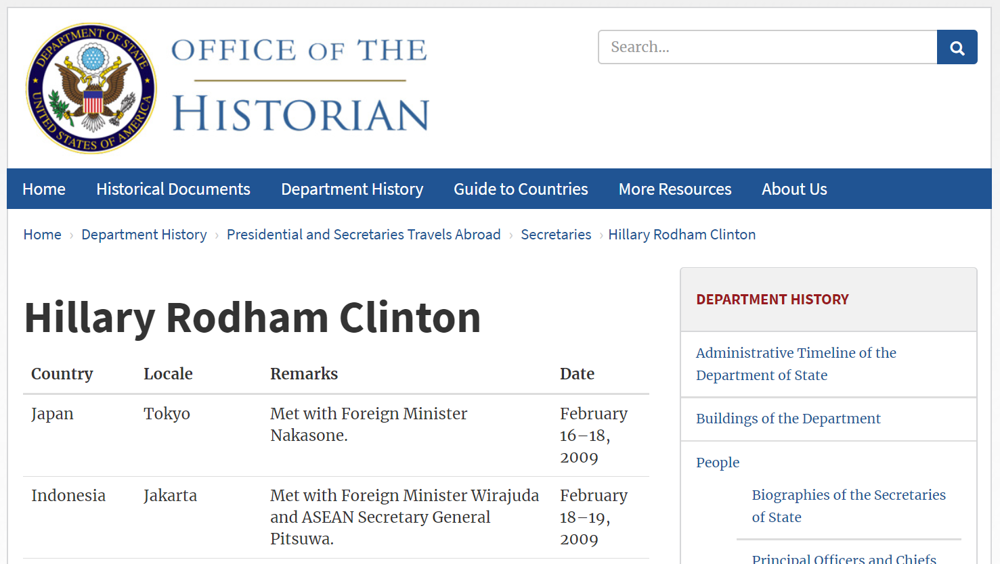 DEPARTMENT OF STATE
UNITED STATES OF AMERICA
OFFICE OF THE
HISTORIAN
Search...
Home
Historical Documents
Department History
Guide to Countries
More Resources
About Us
Home › Department History › Presidential and Secretaries Travels Abroad › Secretaries › Hillary Rodham Clinton
Hillary Rodham Clinton
Country Locale Remarks Date
Japan Tokyo Met with Foreign Minister February
Nakasone. 16–18,
2009
Indonesia Jakarta Met with Foreign Minister Wirajuda February
and ASEAN Secretary General 18–19,
Pitsuwa. 2009
DEPARTMENT HISTORY
Administrative Timeline of the
Department of State
Buildings of the Department
People
Biographies of the Secretaries
of State
Principal Officers and Chiefs